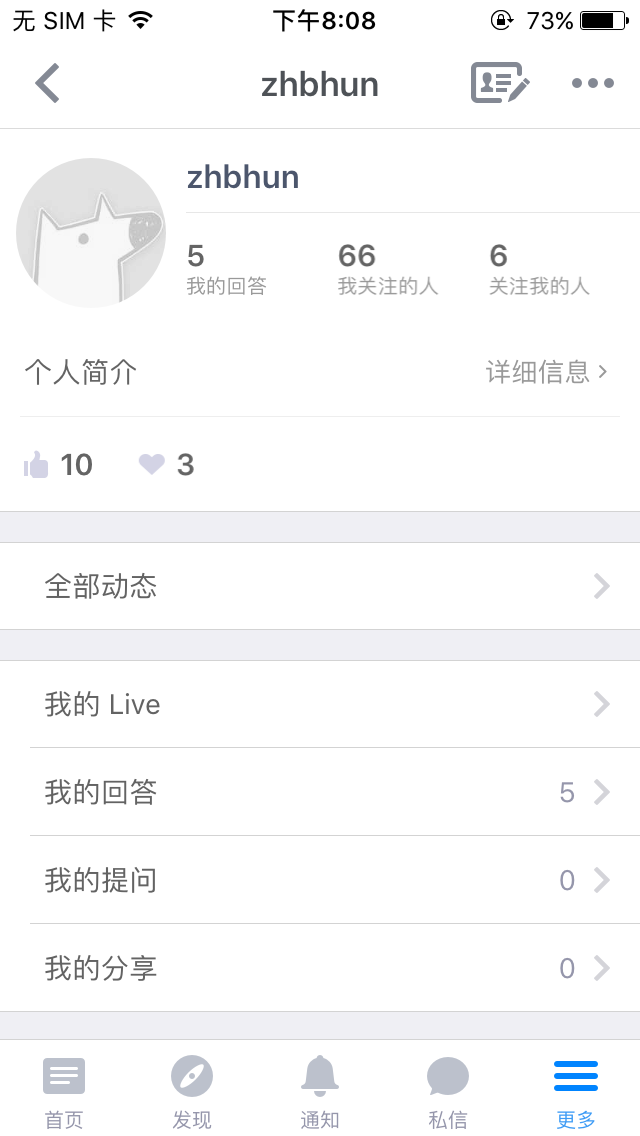 无 SIM 卡 下午8:08 73%
zhbhun
zhbhun
5 66 6
我的回答 我关注的人 关注我的人
个人简介 详细信息
10 3
全部动态
我的 Live
我的回答 5
我的提问 0
我的分享 0
首页 发现 通知 私信 更多